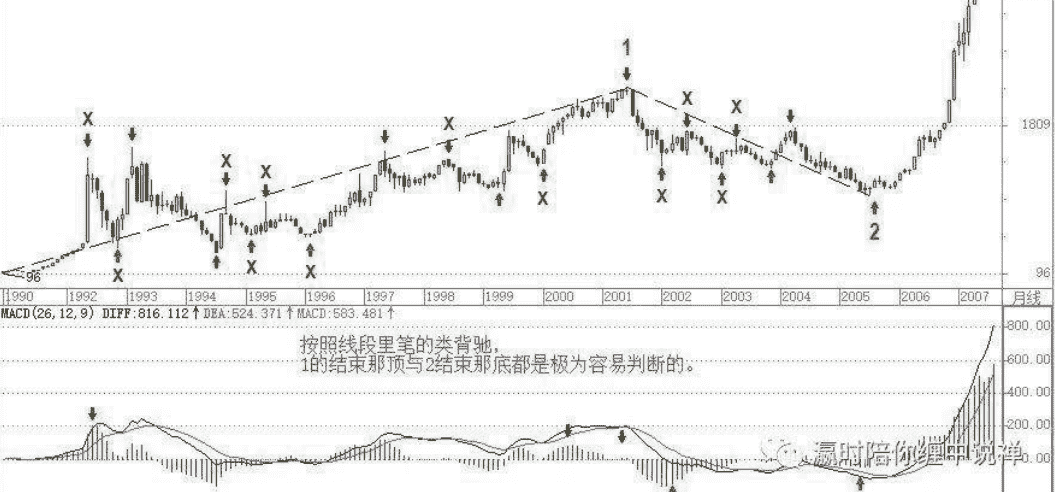 1
X X X X X X
1809
X X X
2
X X X
96
96
1990 1992 1993 1994 1995 1996 1997 1998 1999 2000 2001 2002 2003 2004 2005 2006 2007 月线
MACD(26,12,9) DIFF:816.112↑ DEA:524.371↑ MACD:583.481↑
800.00
按照线段里笔的类背驰,
1的结束那顶与2结束那底都是极为容易判断的。
600.00
400.00
200.00
0.00
赢时陪你缠中说禅